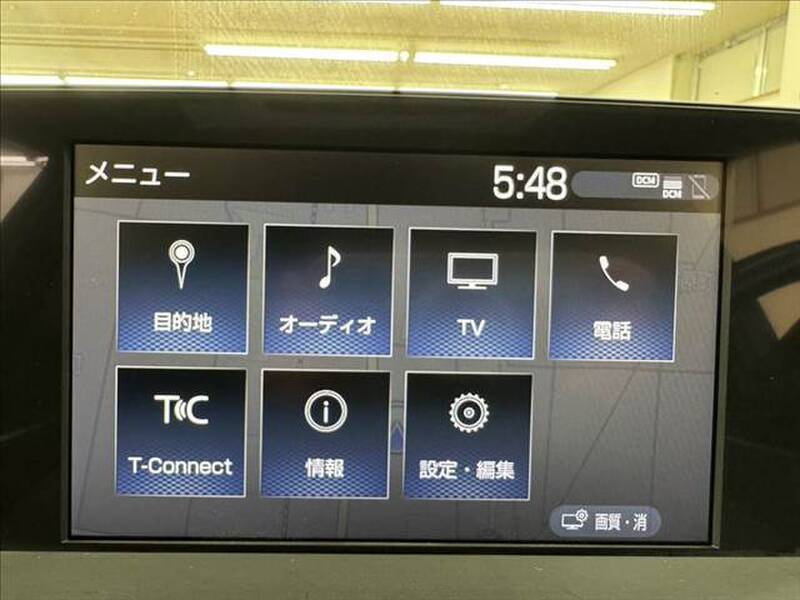 メニュー
5:48
DCM
DCM
目的地
オーディオ
TV
電話
T C
T-Connect
情報
設定・編集
画質・消